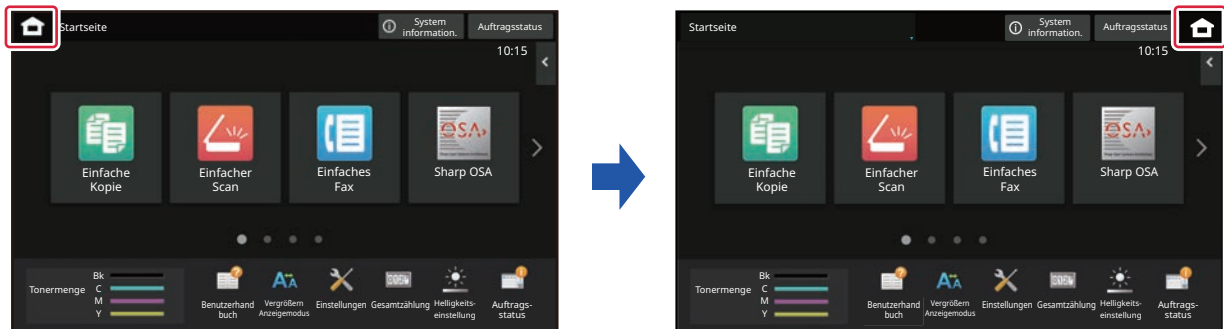 Startseite
System
information.
Auftragsstatus
10:15
Einfache
Kopie
Einfacher
Scan
Einfaches
Fax
OSA
Sharp OSA
Tonermenge
Bk
C
M
Y
Benutzerhand
buch
Vergrößern
Anzeigemodus
Einstellungen
Gesamtzählung
Helligkeits-
einstellung
Auftrags-
status
Startseite
System
information.
Auftragsstatus
10:15
Einfache
Kopie
Einfacher
Scan
Einfaches
Fax
OSA
Sharp OSA
Tonermenge
Bk
C
M
Y
Benutzerhand
buch
Vergrößern
Anzeigemodus
Einstellungen
Gesamtzählung
Helligkeits-
einstellung
Auftrags-
status